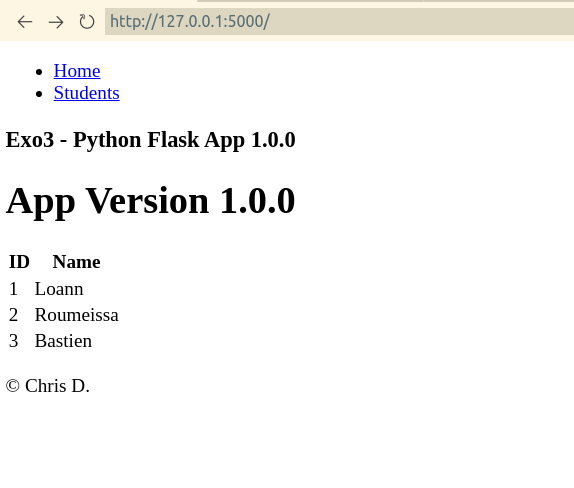 http://127.0.0.1:5000/
Home
Students
Exo3 - Python Flask App 1.0.0
App Version 1.0.0
ID Name
1 Loann
2 Roumeissa
3 Bastien
© Chris D.